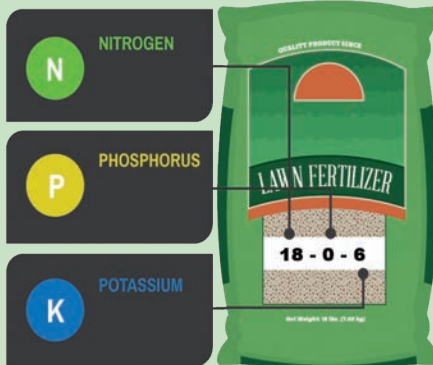 N
NITROGEN
P
PHOSPHORUS
K
POTASSIUM
QUALITY PRODUCT SINCE
LAWN FERTILIZER
18 - 0 - 6